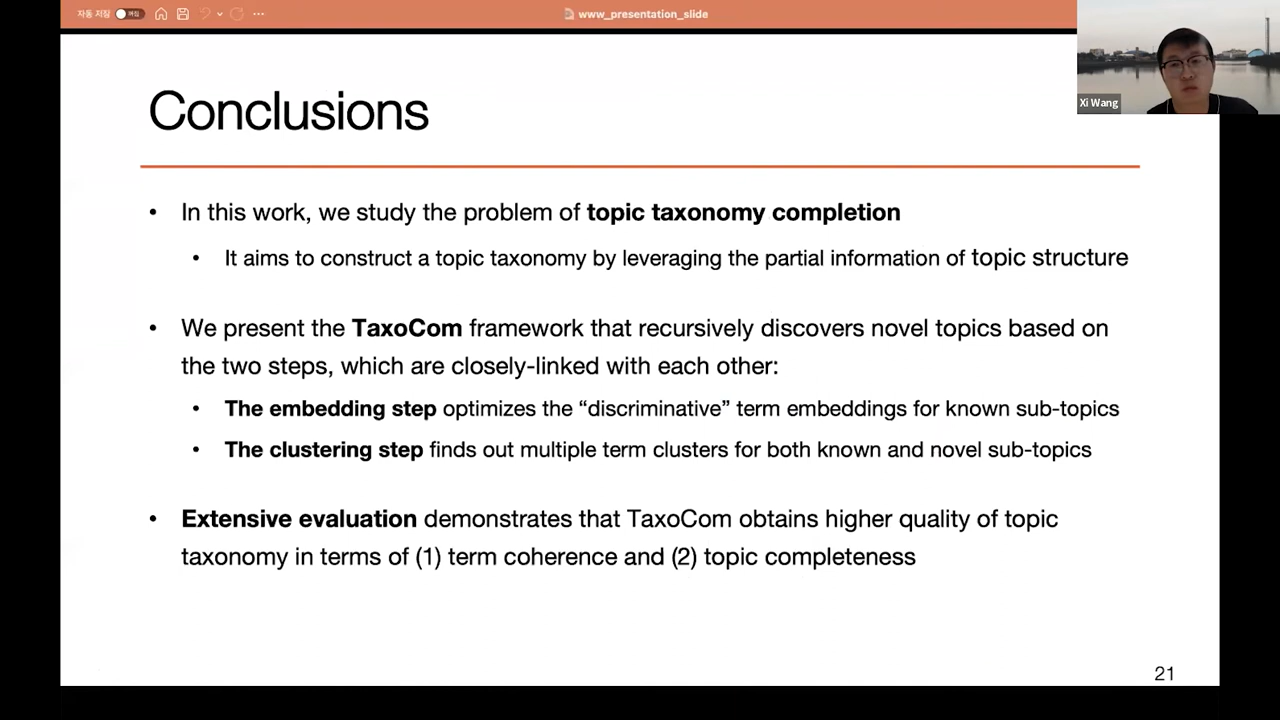 자동 저장 꺼짐 www_presentation_slide
Xi Wang
Conclusions
• In this work, we study the problem of topic taxonomy completion
• It aims to construct a topic taxonomy by leveraging the partial information of topic structure
• We present the TaxoCom framework that recursively discovers novel topics based on
the two steps, which are closely-linked with each other:
• The embedding step optimizes the “discriminative” term embeddings for known sub-topics
• The clustering step finds out multiple term clusters for both known and novel sub-topics
• Extensive evaluation demonstrates that TaxoCom obtains higher quality of topic
taxonomy in terms of (1) term coherence and (2) topic completeness
21